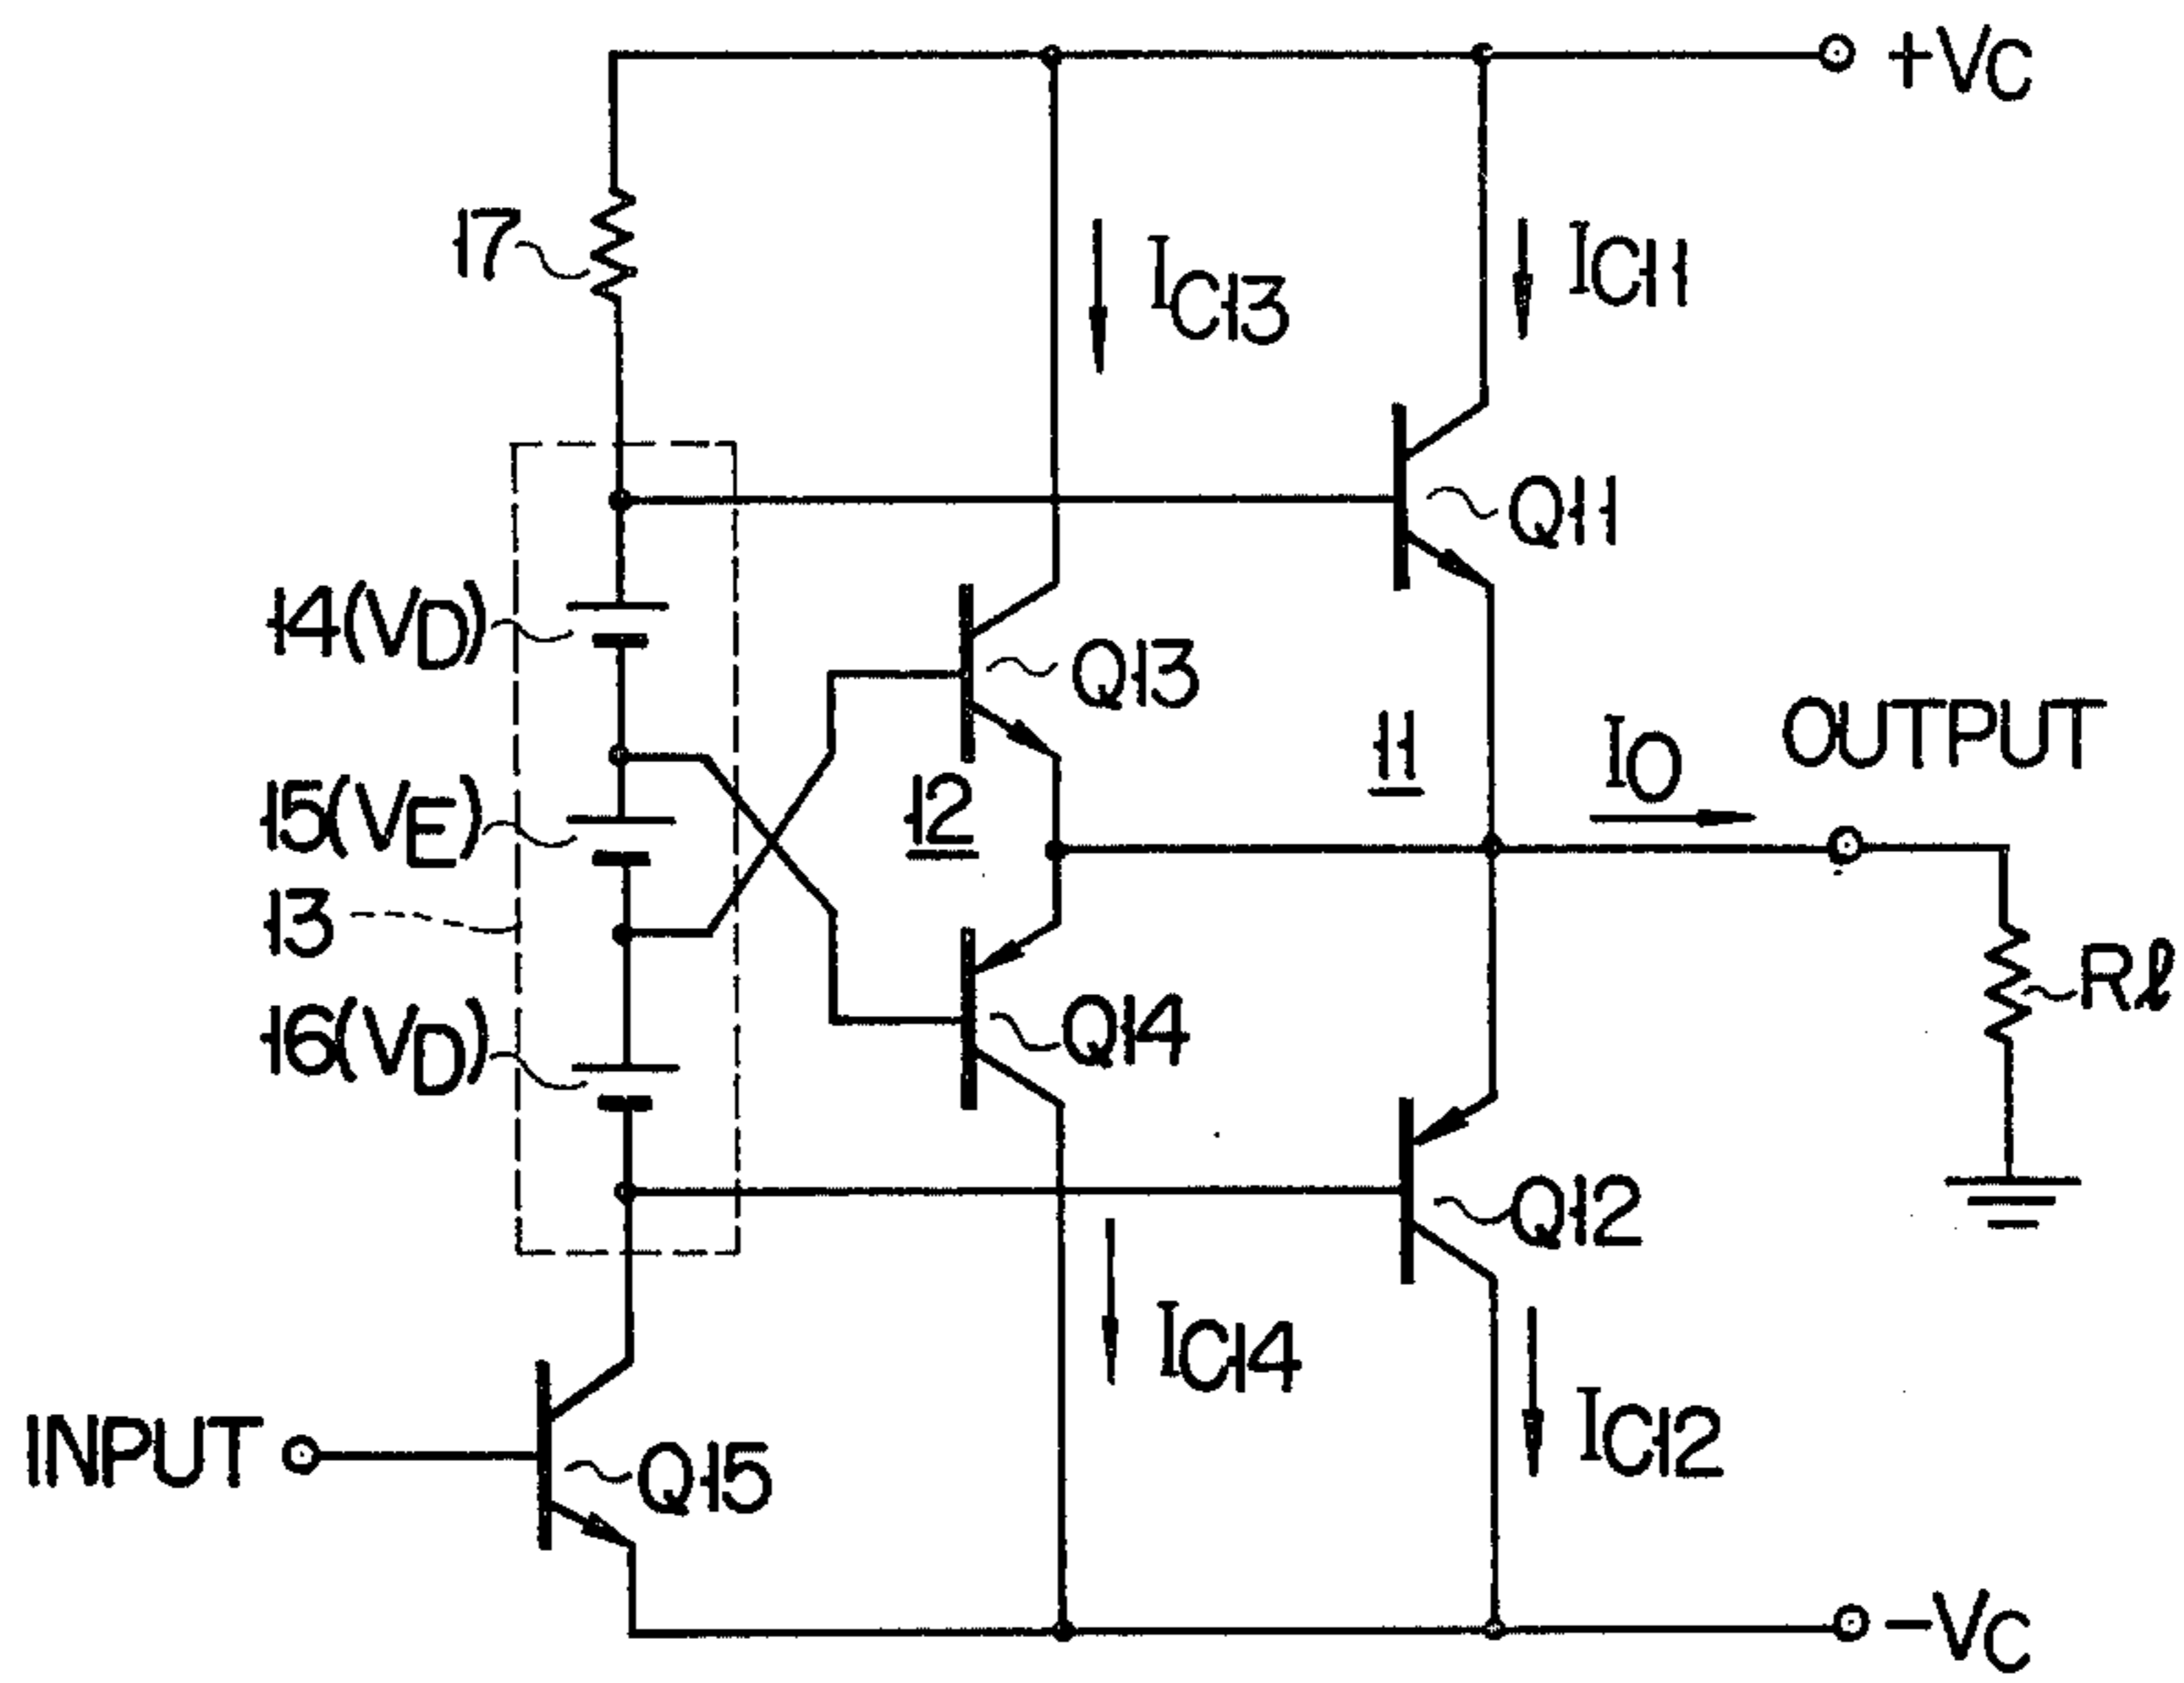 +VC
17
IC13
IC11
Q11
14(VD)
Q13
11
IO
OUTPUT
15(VE)
12
13
Rℓ
16(VD)
Q14
Q12
IC14
IC12
INPUT
Q15
-VC